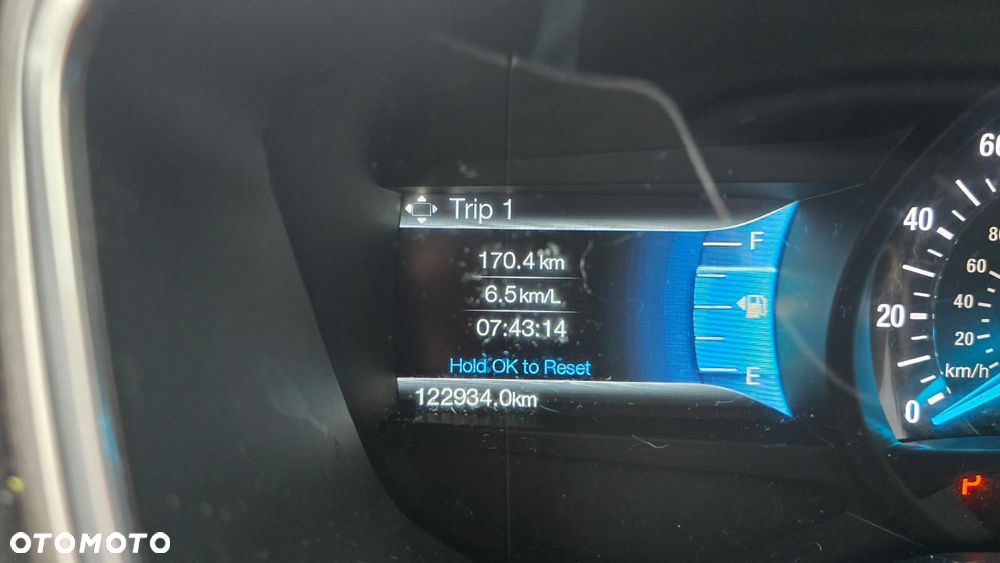 Trip 1
170.4 km
6.5 km/L
07:43:14
Hold OK to Reset
122934.0km
F
E
60
40
20
0
80
60
40
20
km/h
P
OTOMOTO